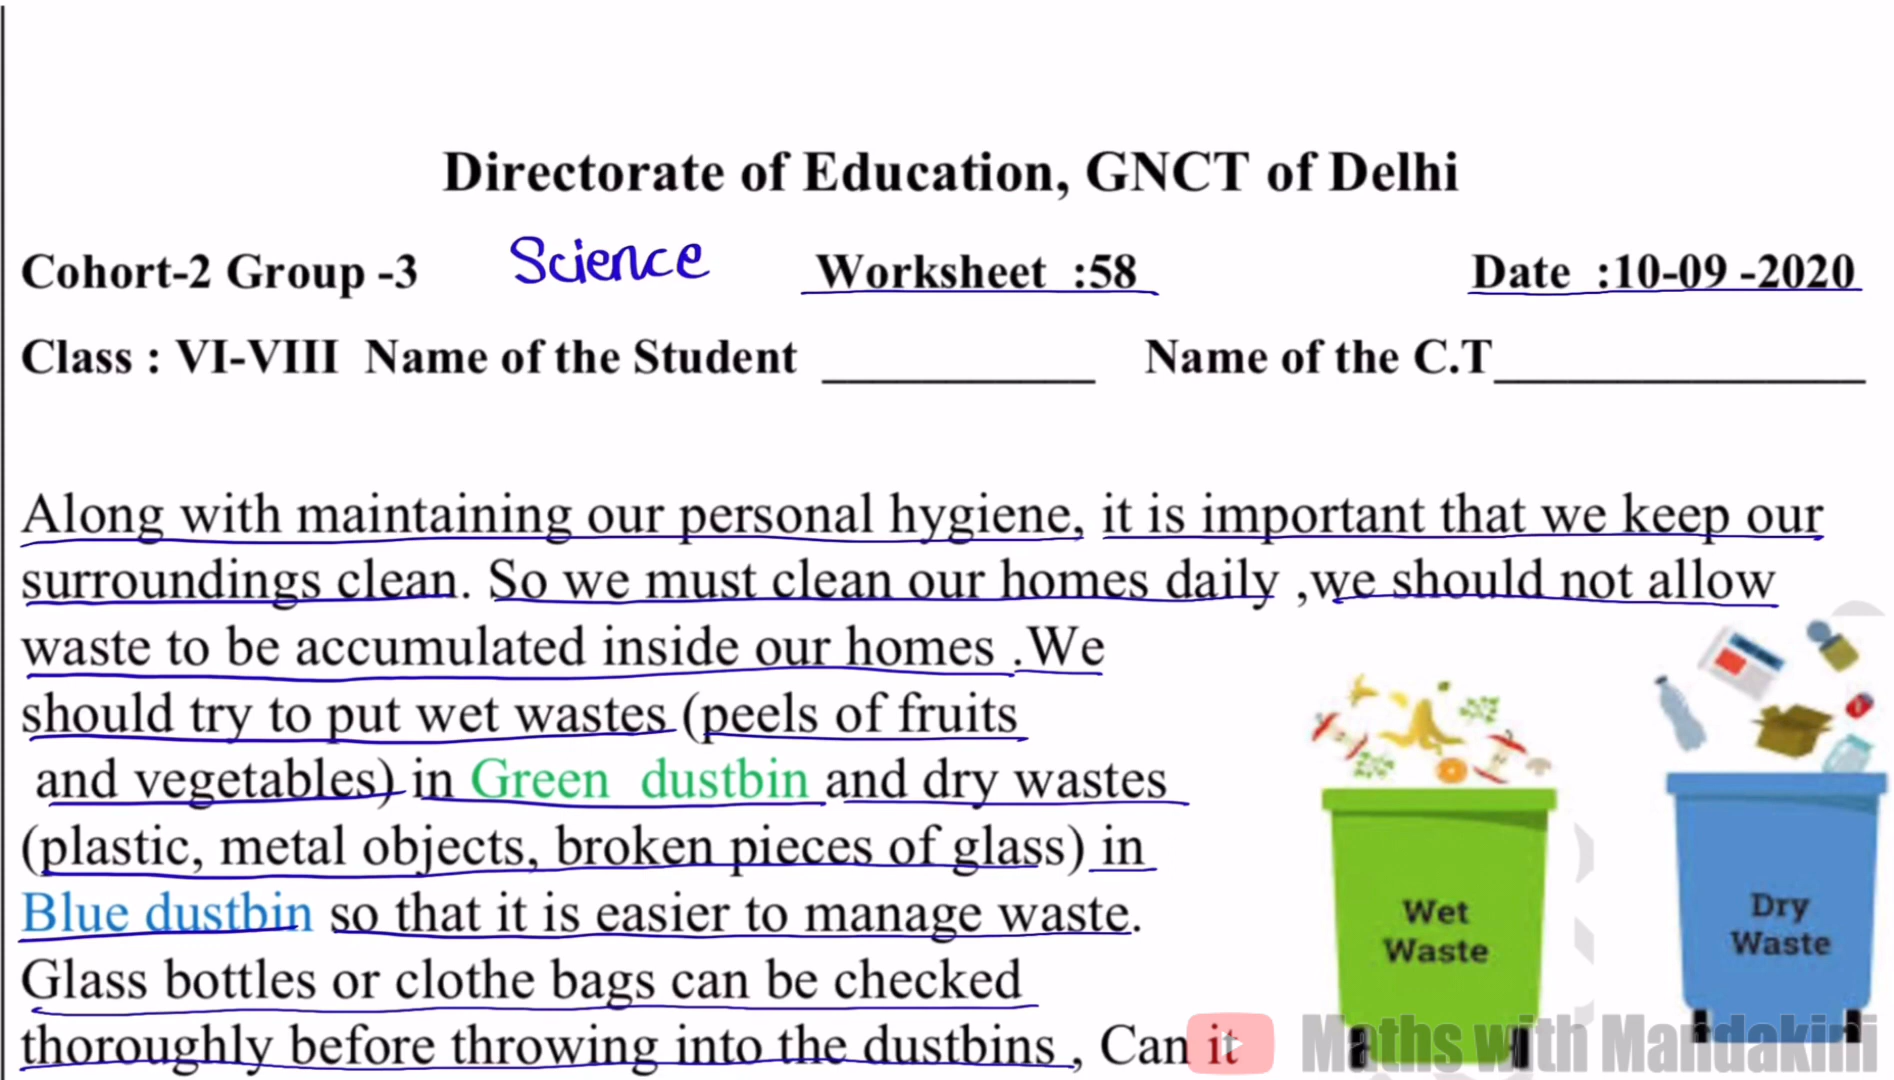 Directorate of Education, GNCT of Delhi
Cohort-2 Group -3 Science Worksheet :58 Date :10-09 -2020
Class : VI-VIII Name of the Student ___________ Name of the C.T_______________
Along with maintaining our personal hygiene, it is important that we keep our
surroundings clean. So we must clean our homes daily ,we should not allow
waste to be accumulated inside our homes .We
should try to put wet wastes (peels of fruits
and vegetables) in Green dustbin and dry wastes
(plastic, metal objects, broken pieces of glass) in
Blue dustbin so that it is easier to manage waste.
Glass bottles or clothe bags can be checked
thoroughly before throwing into the dustbins , Can it
Wet
Waste
Dry
Waste
Maths with Mandakini